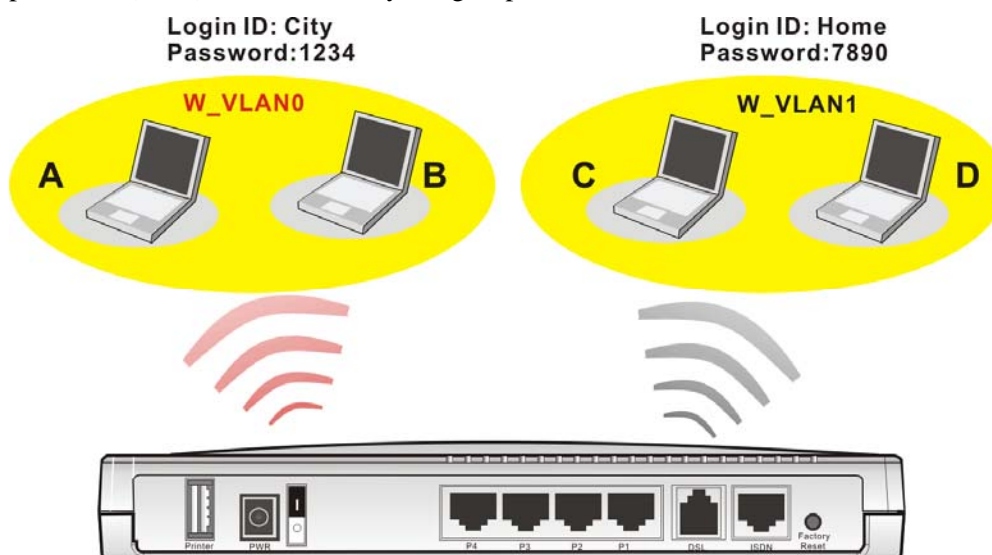 Login ID: City
Password:1234
Login ID: Home
Password:7890
W_VLAN0
A
B
W_VLAN1
C
D
Printer
PWR
P4
P3
P2
P1
DSL
ISDN
Factory
Reset